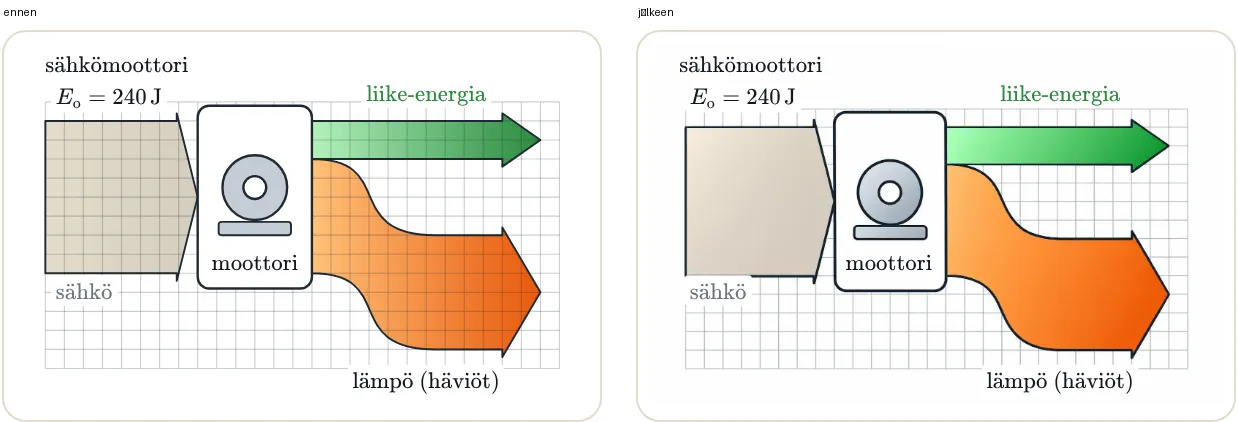 ennen
sähkömoottori
E₀ = 240 J
liike-energia
moottori
sähkö
lämpö (häviöt)
j▯lkeen
sähkömoottori
E₀ = 240 J
liike-energia
moottori
sähkö
lämpö (häviöt)